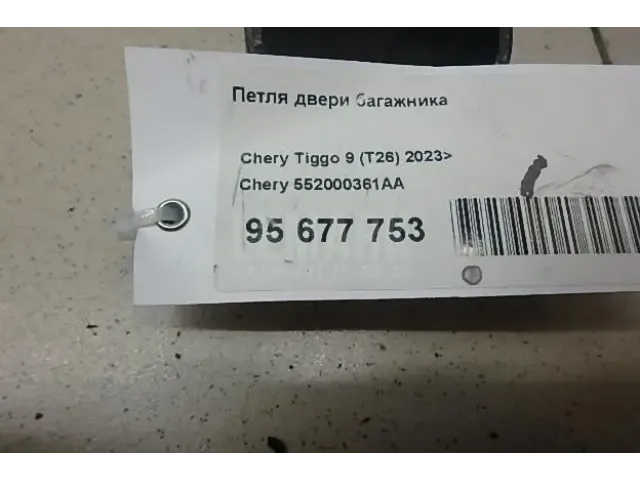 Петля двери багажника
Chery Tiggo 9 (T26) 2023>
Chery 552000361AA
95 677 753